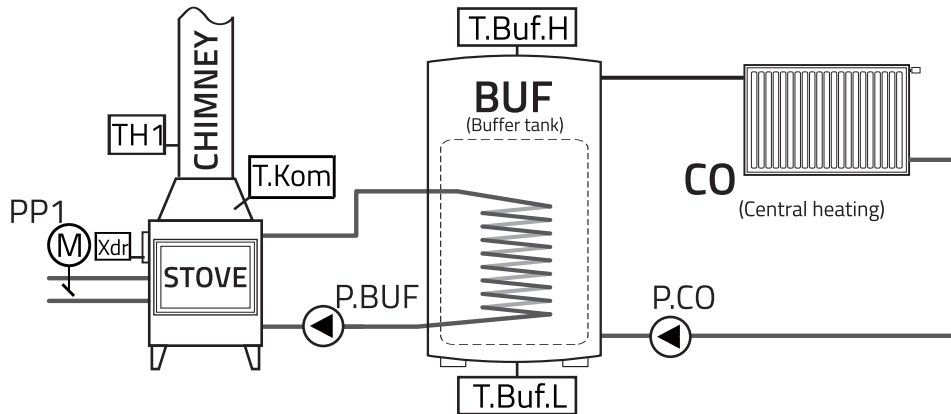 T.Buf.H
CHIMNEY
BUF
(Buffer tank)
TH1
T.Kom
CO
(Central heating)
PP1
M
Xdr
STOVE
P.BUF
P.CO
T.Buf.L